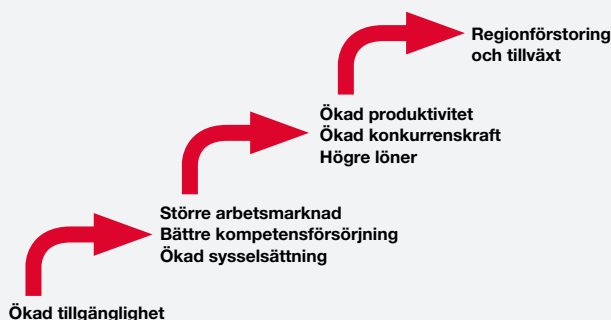 Regionförstoring
och tillväxt
Ökad produktivitet
Ökad konkurrenskraft
Högre löner
Större arbetsmarknad
Bättre kompetensförsörjning
Ökad sysselsättning
Ökad tillgänglighet